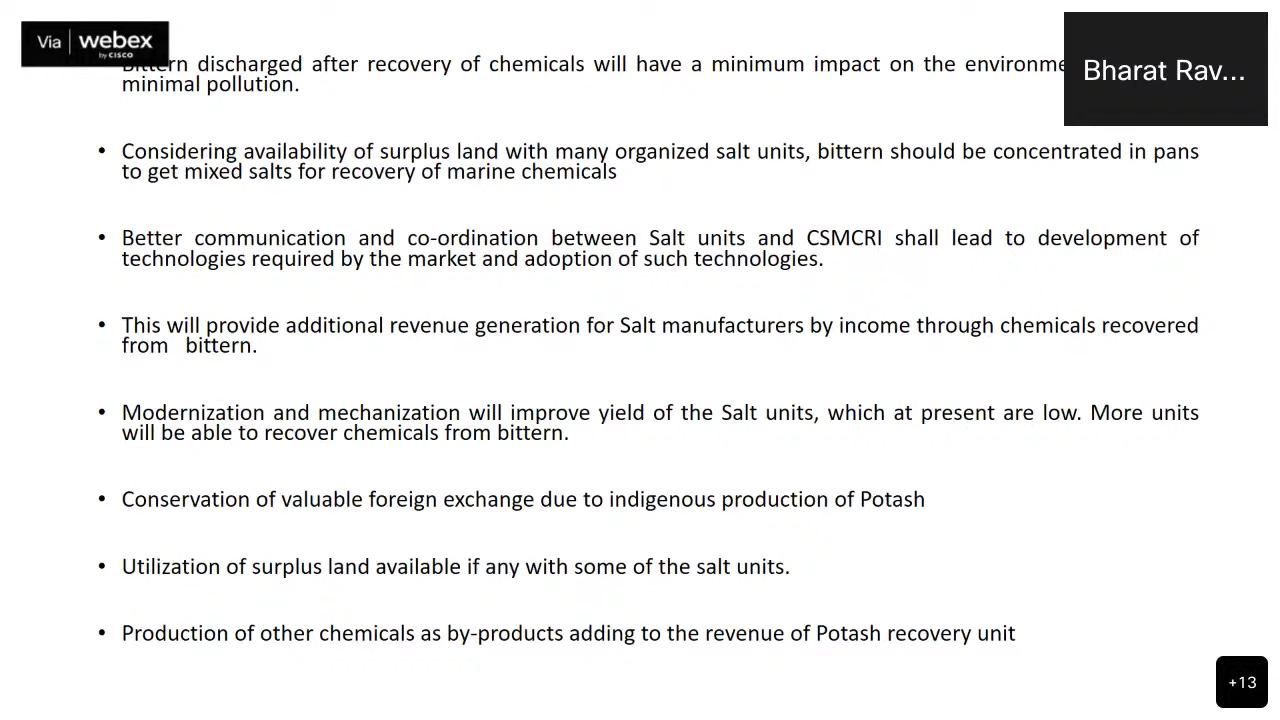 Via webex
by CISCO
Bharat Rav...
discharged after recovery of chemicals will have a minimum impact on the
minimal pollution.
• Considering availability of surplus land with many organized salt units, bittern should be concentrated in pans
to get mixed salts for recovery of marine chemicals
• Better communication and co-ordination between Salt units and CSMCRI shall lead to development of
technologies required by the market and adoption of such technologies.
• This will provide additional revenue generation for Salt manufacturers by income through chemicals recovered
from bittern.
• Modernization and mechanization will improve yield of the Salt units, which at present are low. More units
will be able to recover chemicals from bittern.
• Conservation of valuable foreign exchange due to indigenous production of Potash
• Utilization of surplus land available if any with some of the salt units.
• Production of other chemicals as by-products adding to the revenue of Potash recovery unit
+13